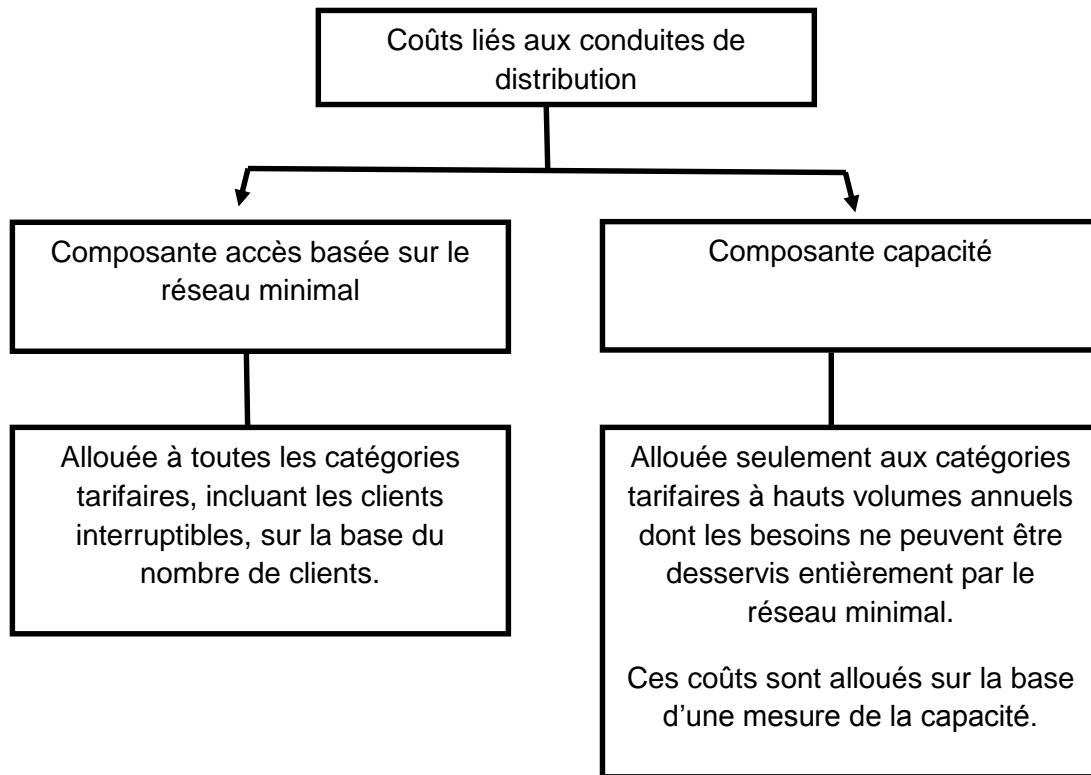 Coûts liés aux conduites de
distribution
Composante accès basée sur le
réseau minimal
Composante capacité
Allouée à toutes les catégories
tarifaires, incluant les clients
interruptibles, sur la base du
nombre de clients.
Allouée seulement aux catégories
tarifaires à hauts volumes annuels
dont les besoins ne peuvent être
desservis entièrement par le
réseau minimal.
Ces coûts sont alloués sur la base
d’une mesure de la capacité.